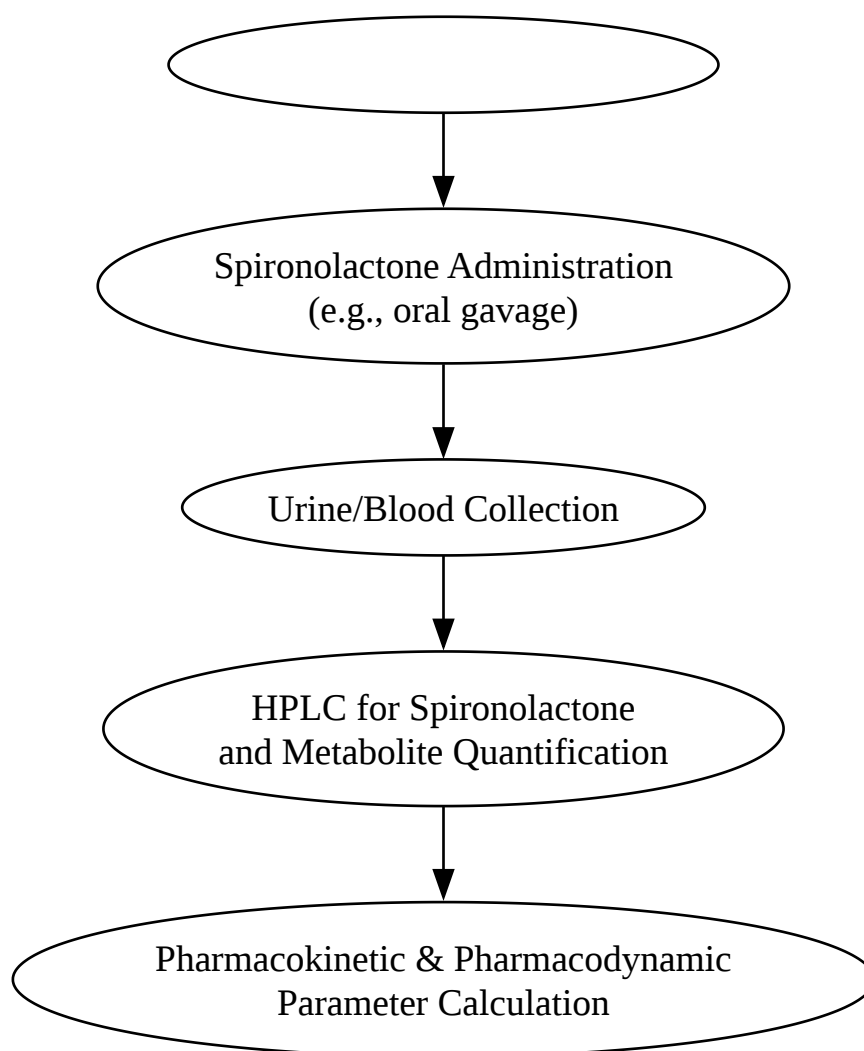 Spironolactone Administration
(e.g., oral gavage)
Urine/Blood Collection
HPLC for Spironolactone
and Metabolite Quantification
Pharmacokinetic & Pharmacodynamic
Parameter Calculation